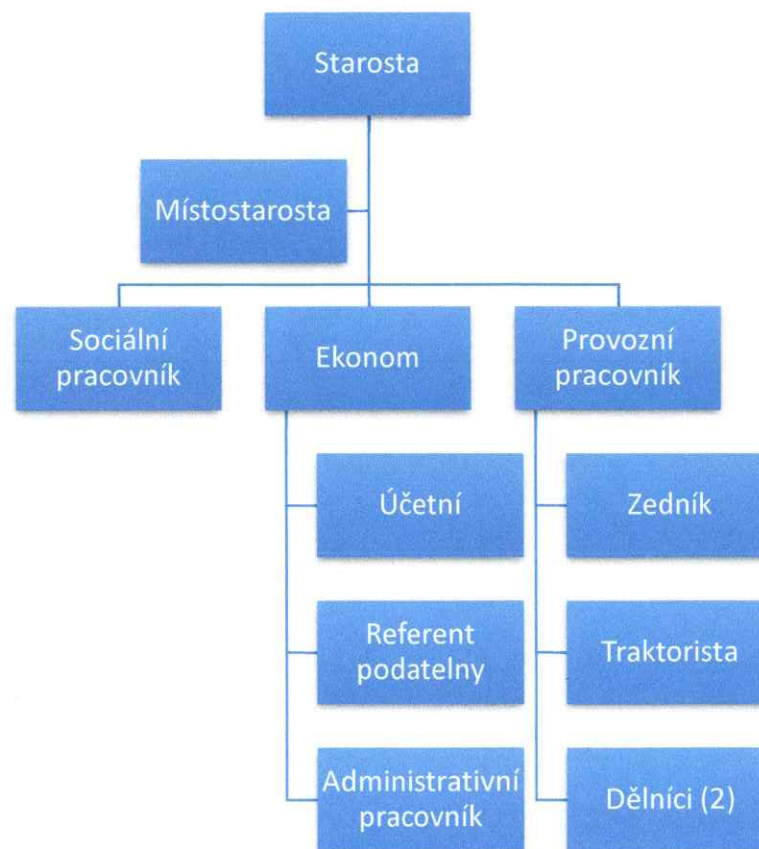 Starosta
Místostarosta
Sociální
pracovník
Ekonom
Provozní
pracovník
Účetní
Zedník
Referent
podatelny
Traktorista
Administrativní
pracovník
Dělníci (2)